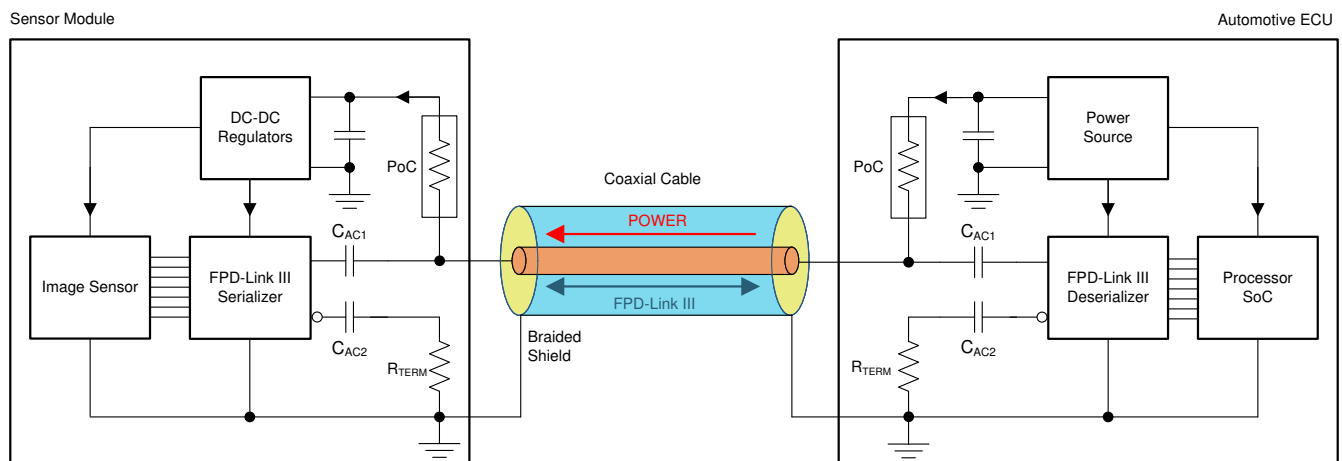 Sensor Module
Automotive ECU
DC-DC
Regulators
PoC
Image Sensor
FPD-Link III
Serializer
CAC1
CAC2
RTERM
Coaxial Cable
POWER
FPD-Link III
Braided
Shield
PoC
Power
Source
CAC1
CAC2
RTERM
FPD-Link III
Deserializer
Processor
SoC